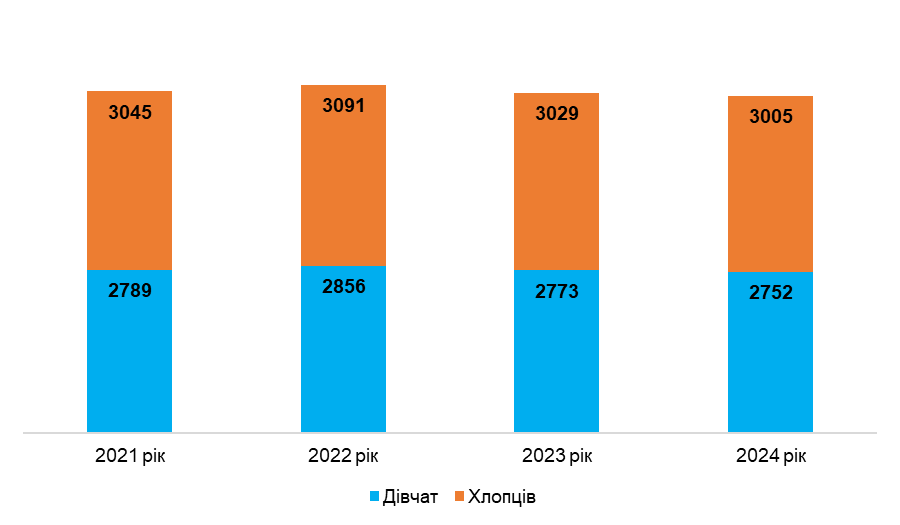 3045 3091 3029 3005
2789 2856 2773 2752
2021 рік 2022 рік 2023 рік 2024 рік
Дівчат Хлопців